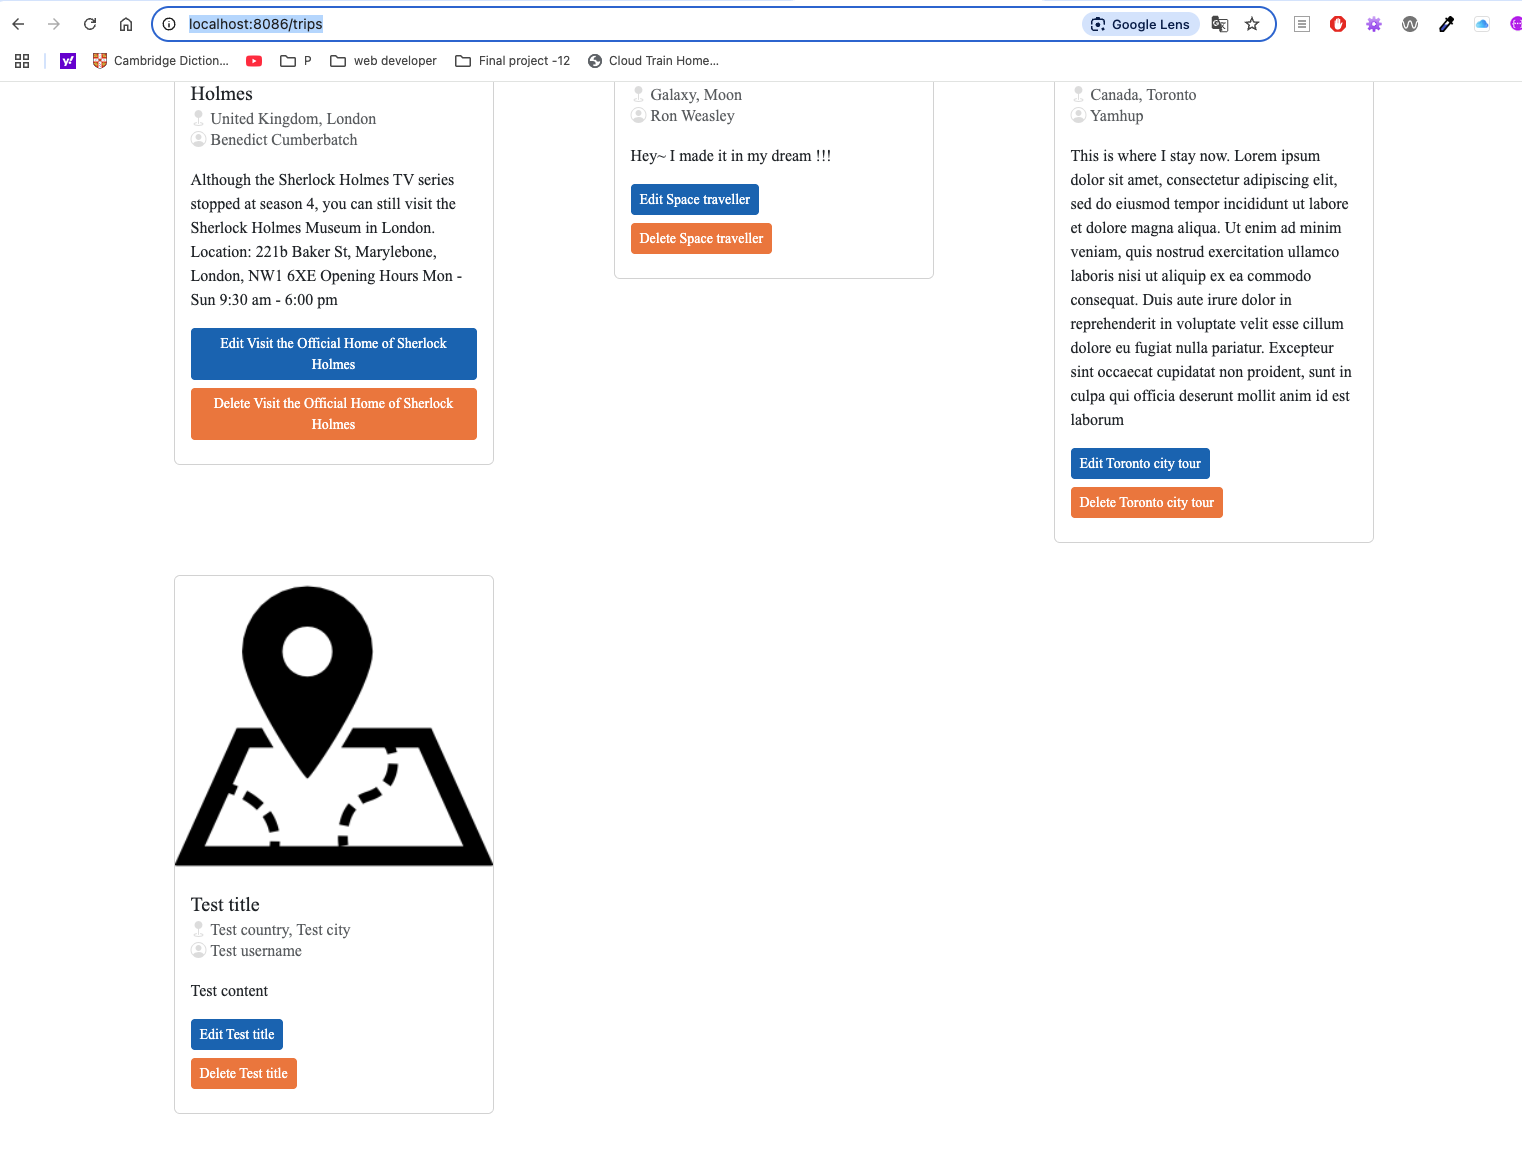 localhost:8086/trips
Google Lens
y!
Cambridge Diction...
P
web developer
Final project -12
Cloud Train Home...
Holmes
United Kingdom, London
Benedict Cumberbatch
Although the Sherlock Holmes TV series
stopped at season 4, you can still visit the
Sherlock Holmes Museum in London.
Location: 221b Baker St, Marylebone,
London, NW1 6XE Opening Hours Mon -
Sun 9:30 am - 6:00 pm
Edit Visit the Official Home of Sherlock
Holmes
Delete Visit the Official Home of Sherlock
Holmes
Galaxy, Moon
Ron Weasley
Hey~ I made it in my dream !!!
Edit Space traveller
Delete Space traveller
Canada, Toronto
Yamhup
This is where I stay now. Lorem ipsum
dolor sit amet, consectetur adipiscing elit,
sed do eiusmod tempor incididunt ut labore
et dolore magna aliqua. Ut enim ad minim
veniam, quis nostrud exercitation ullamco
laboris nisi ut aliquip ex ea commodo
consequat. Duis aute irure dolor in
reprehenderit in voluptate velit esse cillum
dolore eu fugiat nulla pariatur. Excepteur
sint occaecat cupidatat non proident, sunt in
culpa qui officia deserunt mollit anim id est
laborum
Edit Toronto city tour
Delete Toronto city tour
Test title
Test country, Test city
Test username
Test content
Edit Test title
Delete Test title